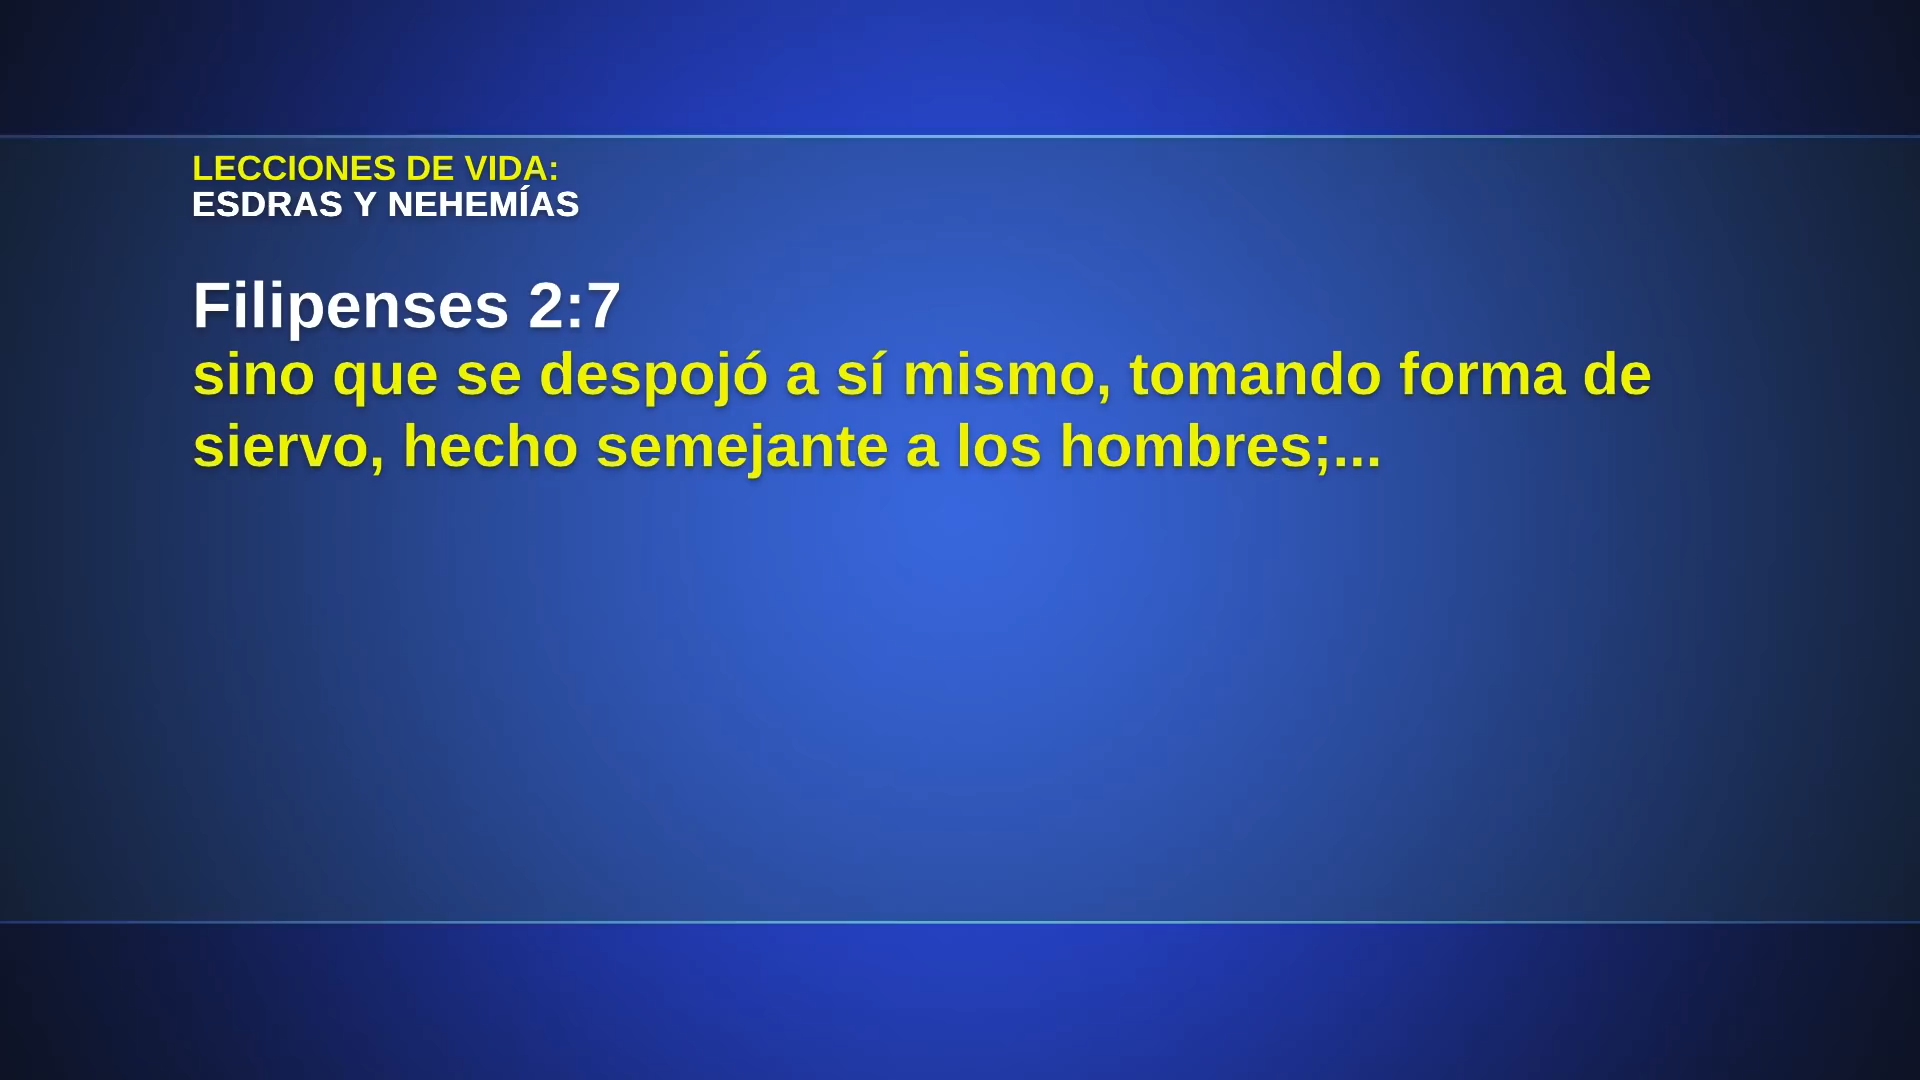 LECCIONES DE VIDA:
ESDRAS Y NEHEMÍAS
Filipenses 2:7
sino que se despojó a sí mismo, tomando forma de
siervo, hecho semejante a los hombres;...